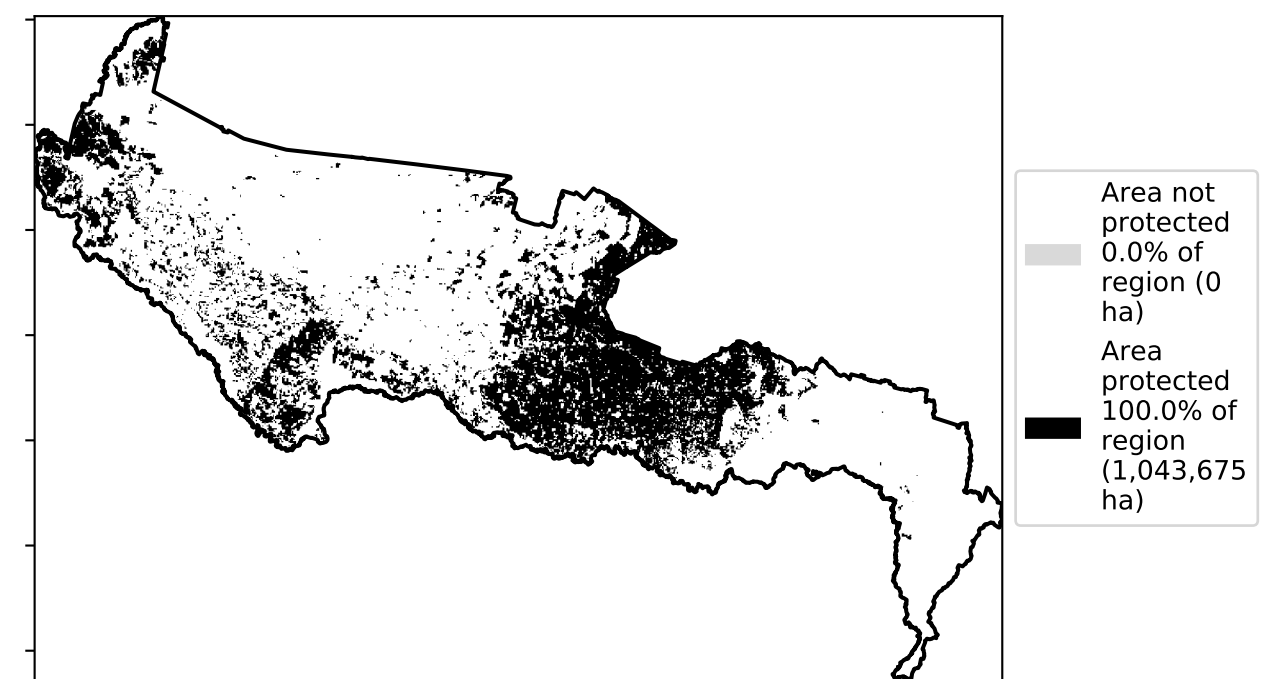 Area not
protected
0.0% of
region (0
ha)
Area
protected
100.0% of
region
(1,043,675
ha)